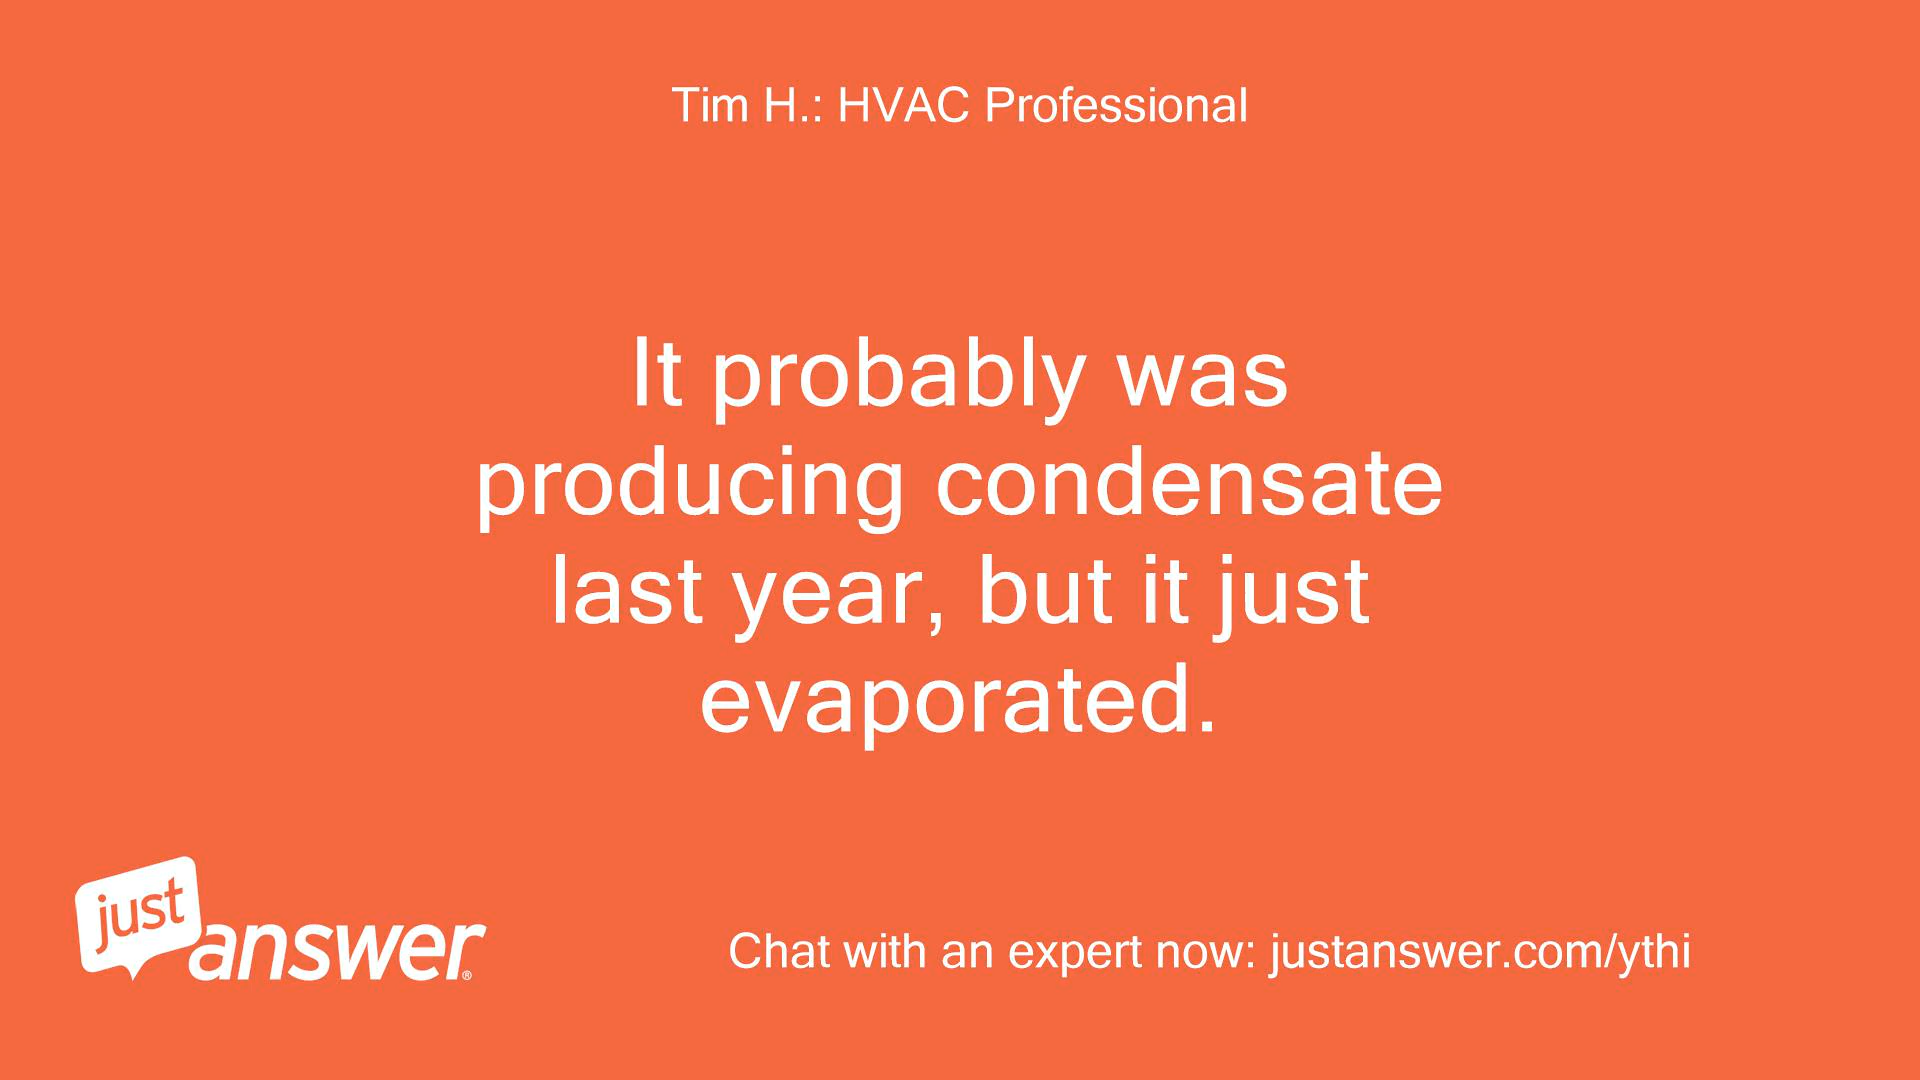 Tim H.: HVAC Professional
It probably was
producing condensate
last year, but it just
evaporated.
just
answer®
Chat with an expert now: justanswer.com/ythi